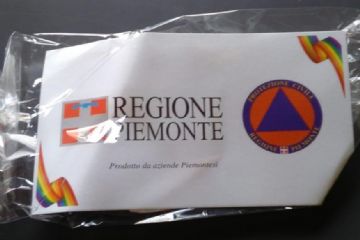 REGIONE
PIEMONTE
PROTEZIONE CIVILE
REGIONE PIEMONTE
Prodotto da aziende Piemontesi